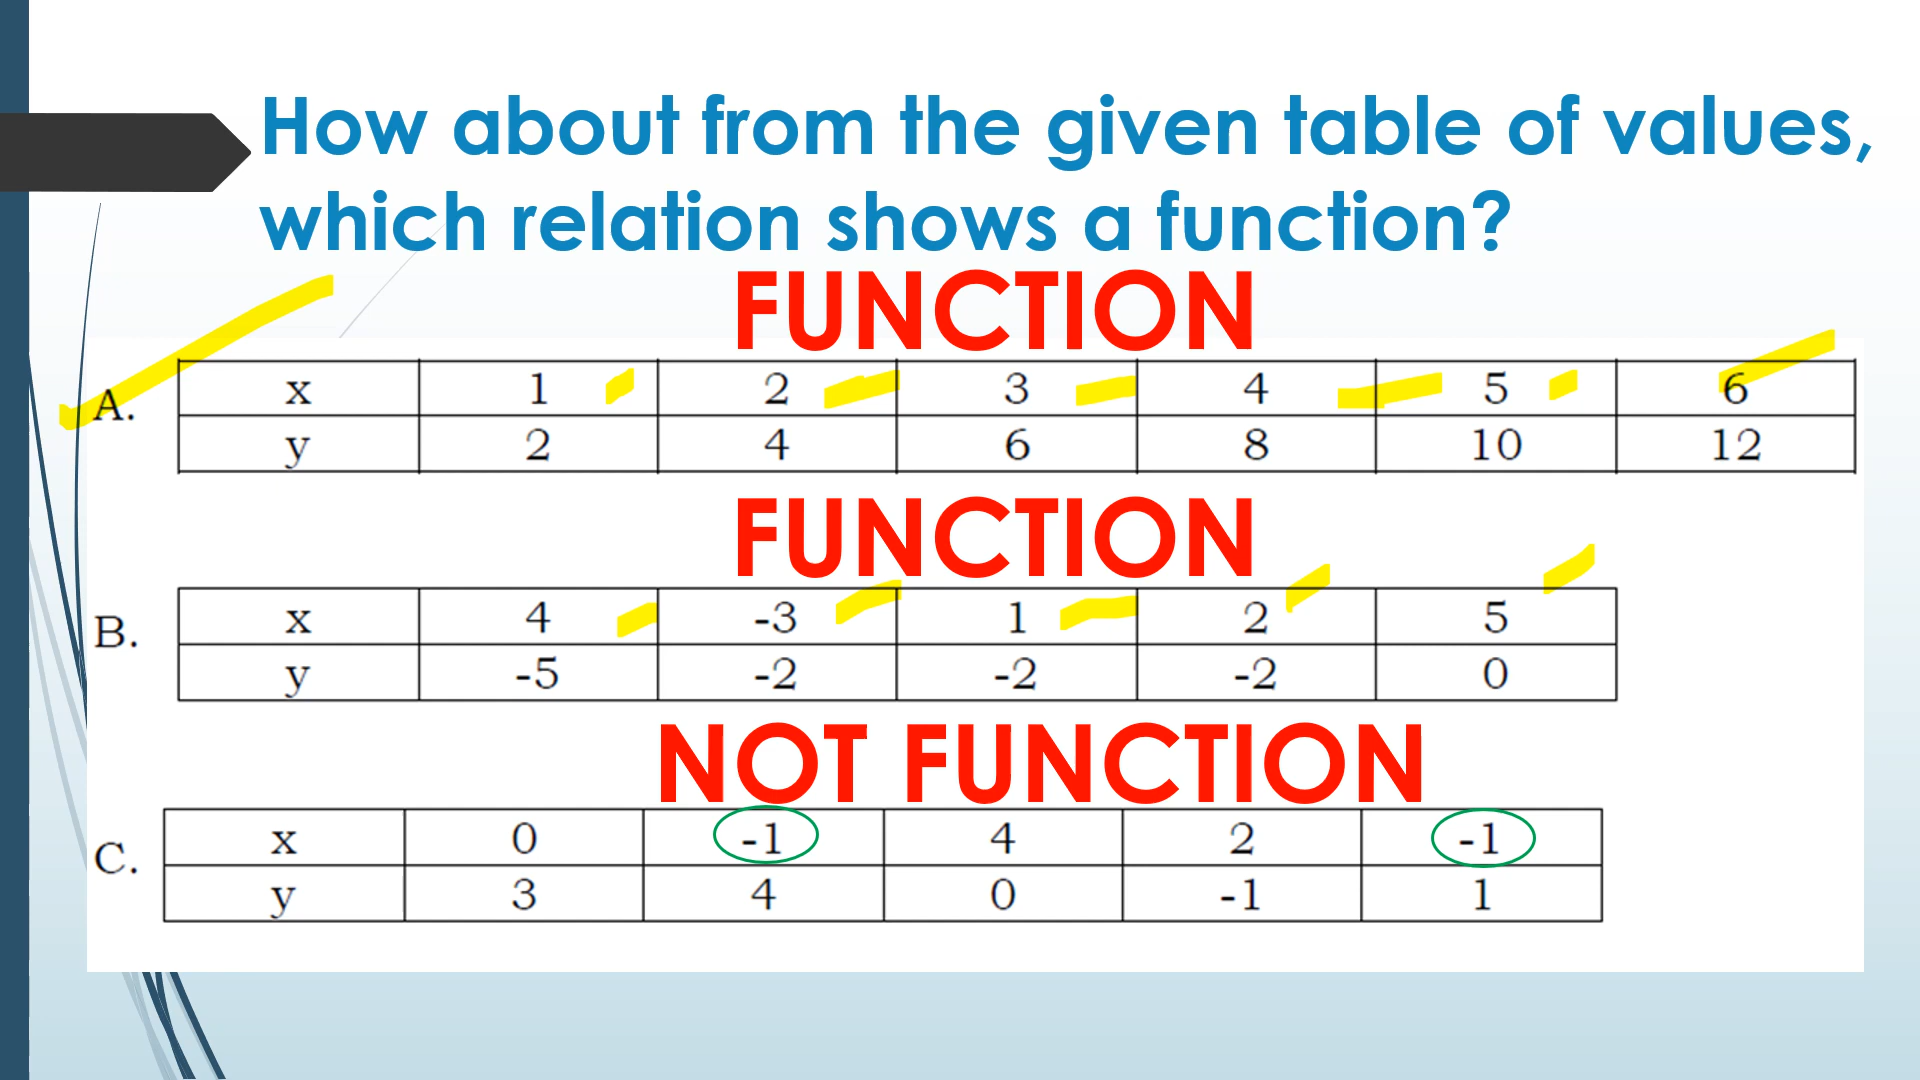 How about from the given table of values,
which relation shows a function?
FUNCTION
A.
x 1 2 3 4 5 6
y 2 4 6 8 10 12
FUNCTION
B.
x 4 -3 1 2 5
y -5 -2 -2 -2 0
NOT FUNCTION
C.
x 0 -1 4 2 -1
y 3 4 0 -1 1